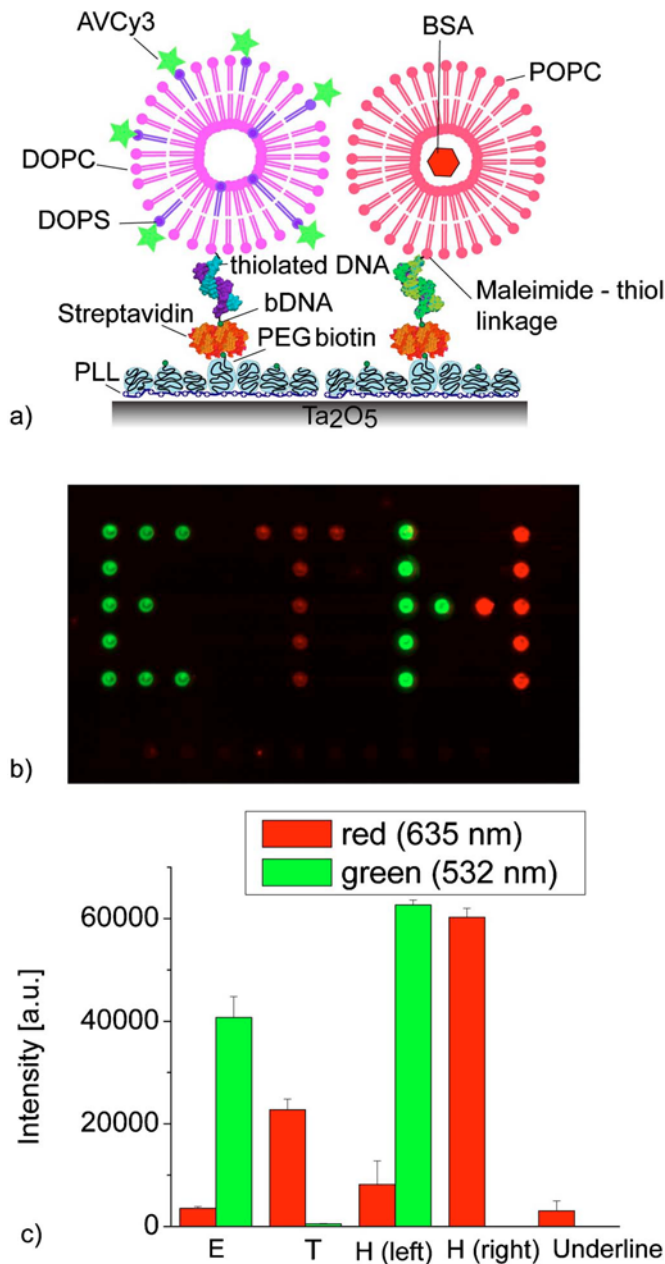 AVCy3
BSA
POPC
DOPC
DOPS
thiolated DNA
Maleimide - thiol
linkage
bDNA
Streptavidin
PEG biotin
PLL
Ta2O5
a)
ETH
b)
red (635 nm)
green (532 nm)
60000
40000
20000
0
Intensity [a.u.]
E T H (left) H (right) Underline
c)